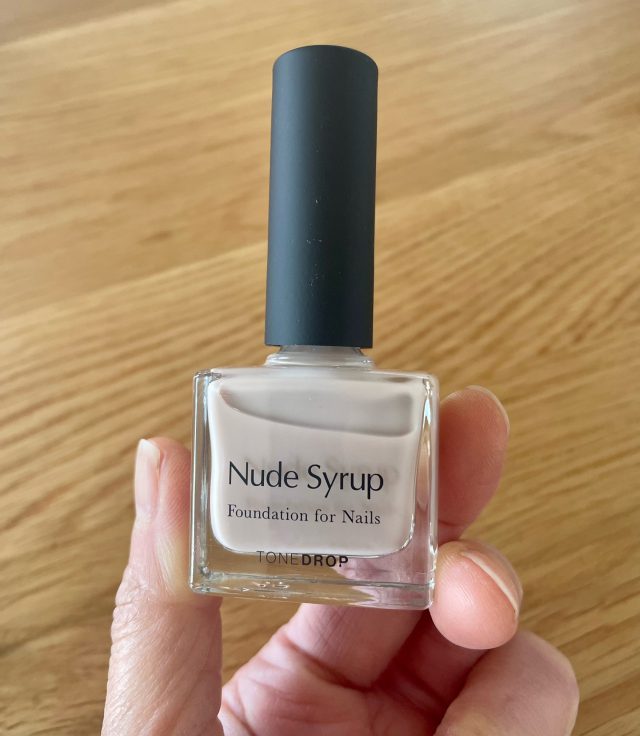 Nude Syrup
Foundation for Nails
TONEDROP